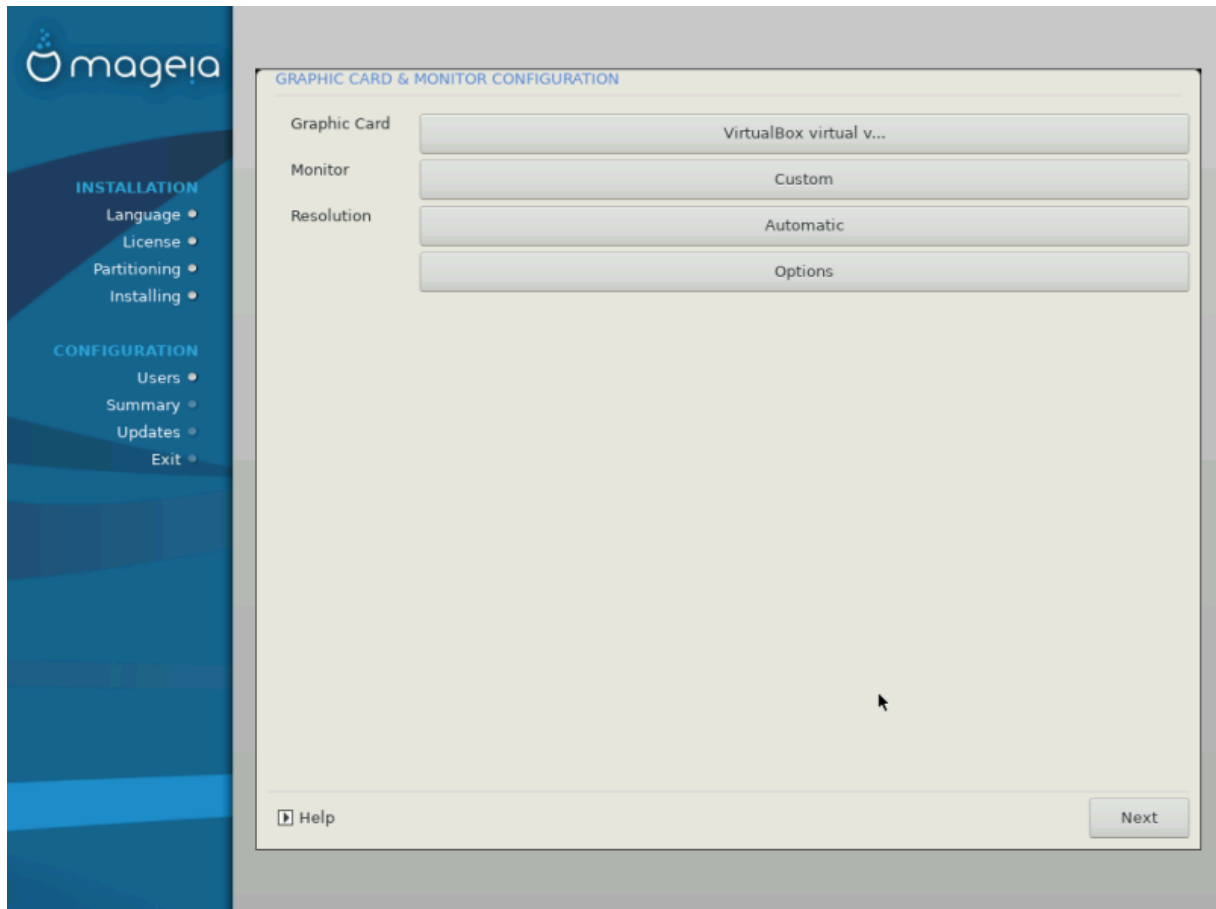 mageia
INSTALLATION
Language
License
Partitioning
Installing
CONFIGURATION
Users
Summary
Updates
Exit
GRAPHIC CARD & MONITOR CONFIGURATION
Graphic Card
VirtualBox virtual v...
Monitor
Custom
Resolution
Automatic
Options
Help
Next